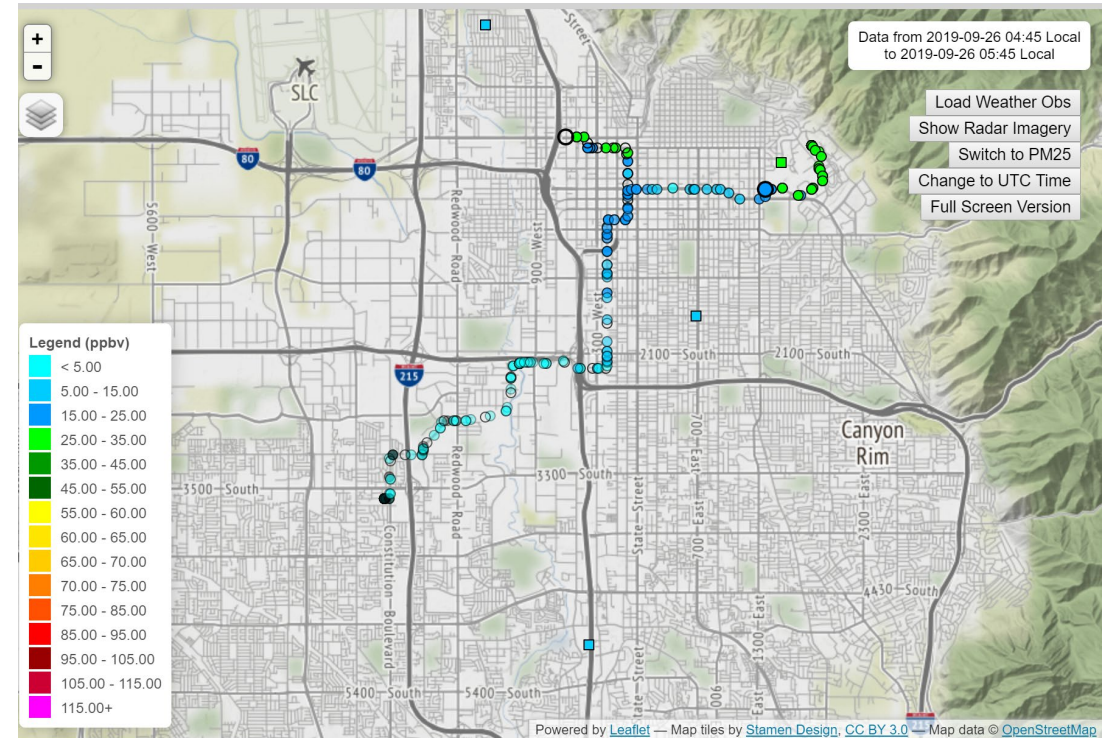 +
Street
Data from 2019-09-26 04:45 Local
to 2019-09-26 05:45 Local
-
SLC
Load Weather Obs
Show Radar Imagery
Switch to PM25
Change to UTC Time
Full Screen Version
80
80
5600—West
Redwood—Road
900—West
West
2100—South
2100—South
215
Legend (ppbv)
< 5.00
5.00 - 15.00
15.00 - 25.00
25.00 - 35.00
35.00 - 45.00
45.00 - 55.00
55.00 - 60.00
60.00 - 65.00
65.00 - 70.00
70.00 - 75.00
75.00 - 85.00
85.00 - 95.00
95.00 - 105.00
105.00 - 115.00
115.00+
Canyon
Rim
700—East
Redwood—Road
3300—South
3500—South
State—Street
700—East
2300—East
Constitution—Boulevard
4430—South
1300—East
State—Street
900
East
5400—South
5400—South
Powered by Leaflet — Map tiles by Stamen Design, CC BY 3.0 — Map data © OpenStreetMap